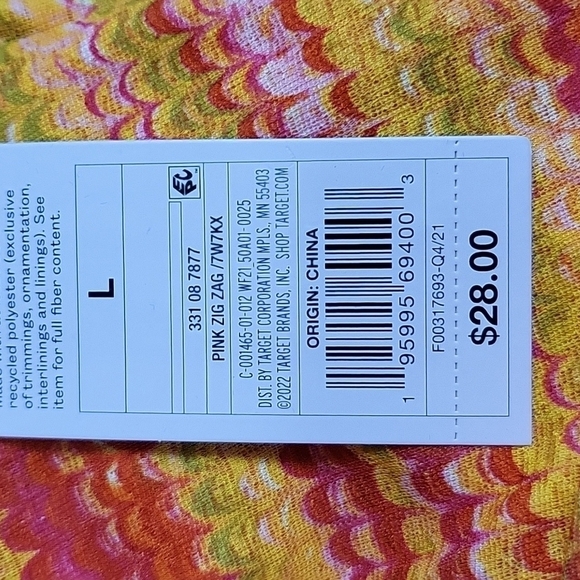 recycled polyester (exclusive
of trimmings, ornamentation,
interlinings and linings). See
item for full fiber content.
L
331 08 7877
PINK ZIG ZAG /7W7KX
C-001465-01-012 WF21 50A01-0025
DIST. BY TARGET CORPORATION MPLS, MN 55403
©2022 TARGET BRANDS, INC. SHOP TARGET.COM
ORIGIN: CHINA
1 95995 69400 3
F00317693-Q4/21
$28.00